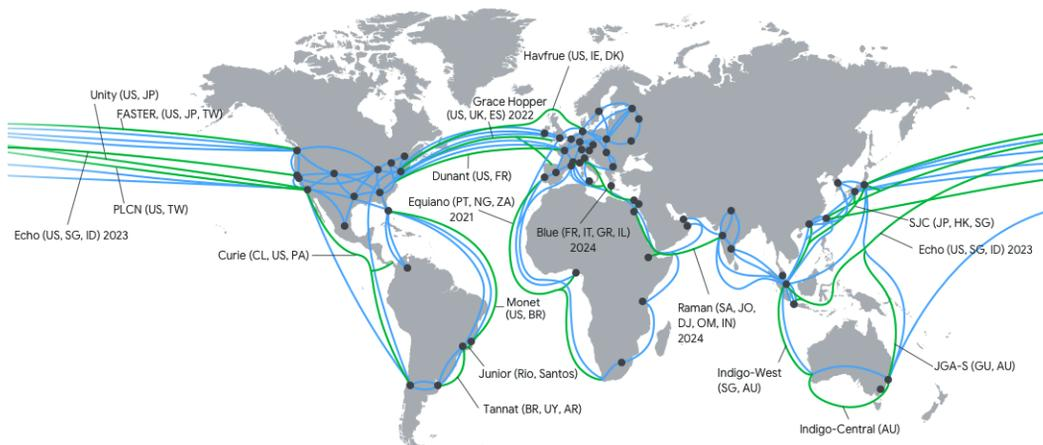 Havfrue (US, IE, DK)
Unity (US, JP)
FASTER, (US, JP, TW)
Grace Hopper
(US, UK, ES) 2022
Dunant (US, FR)
Equiano (PT, NG, ZA)
2021
PLCN (US, TW)
Echo (US, SG, ID) 2023
Curie (CL, US, PA)
Blue (FR, IT, GR, IL)
2024
SJC (JP, HK, SG)
Echo (US, SG, ID) 2023
Monet
(US, BR)
Raman (SA, JO,
DJ, OM, IN)
2024
Junior (Rio, Santos)
Indigo-West
(SG, AU)
JGA-S (GU, AU)
Tannat (BR, UY, AR)
Indigo-Central (AU)